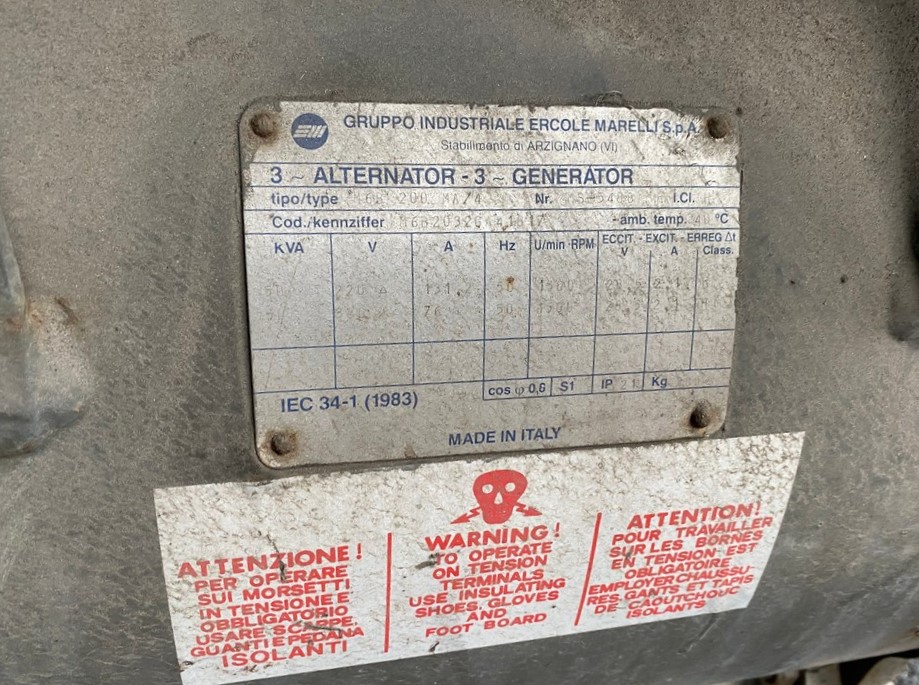 GRUPPO INDUSTRIALE ERCOLE MARELLI S.p.A.
Stabilimento di ARZIGNANO (VI)
3 ~ ALTERNATOR - 3 ~ GENERATOR
tipo/type Nr. I.Cl.
Cod./kennziffer - amb. temp. 40 °C
KVA V A Hz U/min - RPM ECCIT. - EXCIT. - ERREG Δt
V A Class.
220
50
cos φ 0,6 S1 IP 21 Kg
IEC 34-1 (1983)
MADE IN ITALY
ATTENZIONE!
PER OPERARE
SUI MORSETTI
IN TENSIONE E
OBBLIGATORIO
USARE SCARPE,
GUANTI E PEDANA
ISOLANTI
WARNING!
TO OPERATE
ON TENSION
TERMINALS
USE INSULATING
SHOES, GLOVES
AND
FOOT BOARD
ATTENTION!
POUR TRAVAILLER
SUR LES BORNES
EN TENSION EST
OBLIGATOIRE
EMPLOYER CHAUSSU-
RES GANTS ET TAPIS
DE CAOUTCHOUC
ISOLANTS